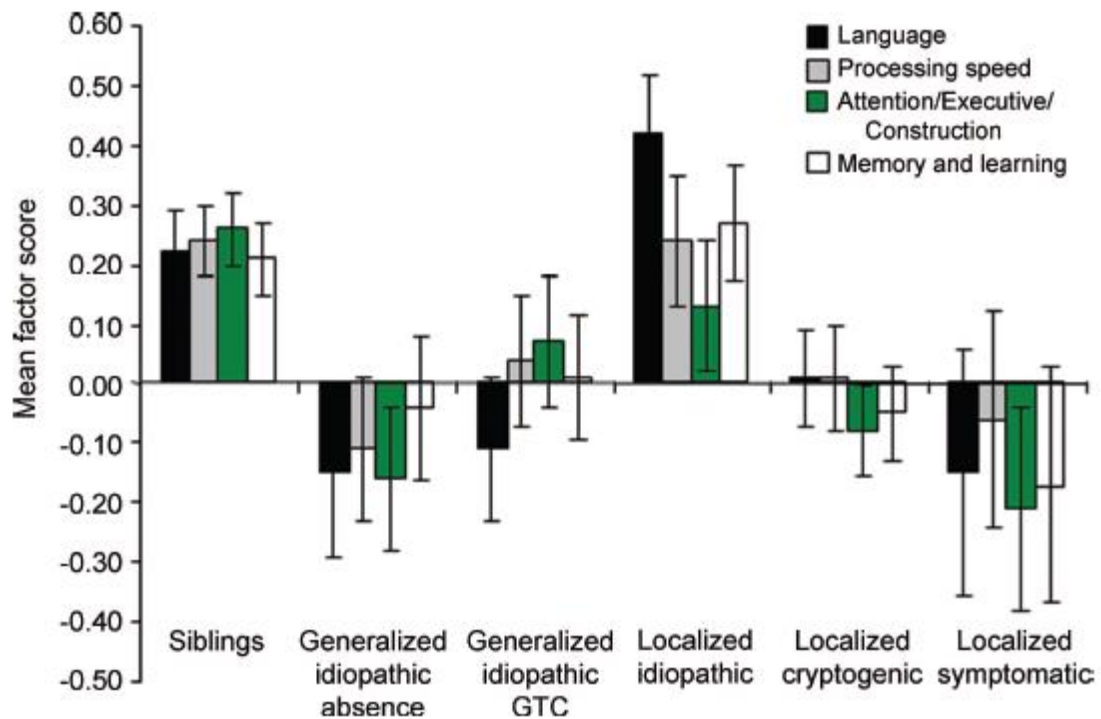 0.60
0.50
0.40
0.30
0.20
0.10
0.00
-0.10
-0.20
-0.30
-0.40
-0.50
Mean factor score
Language
Processing speed
Attention/Executive/
Construction
Memory and learning
Siblings
Generalized
idiopathic
absence
Generalized
idiopathic
GTC
Localized
idiopathic
Localized
cryptogenic
Localized
symptomatic